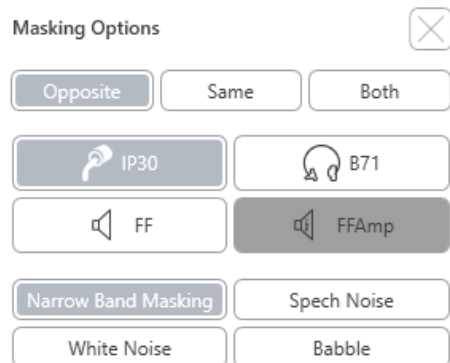 Masking Options
Opposite Same Both
IP30 B71
FF FFAmp
Narrow Band Masking Spech Noise
White Noise Babble